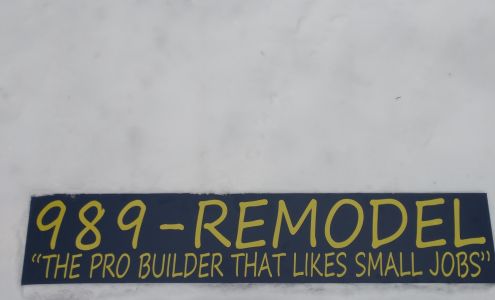 989-REMODEL
"THE PRO BUILDER THAT LIKES SMALL JOBS"